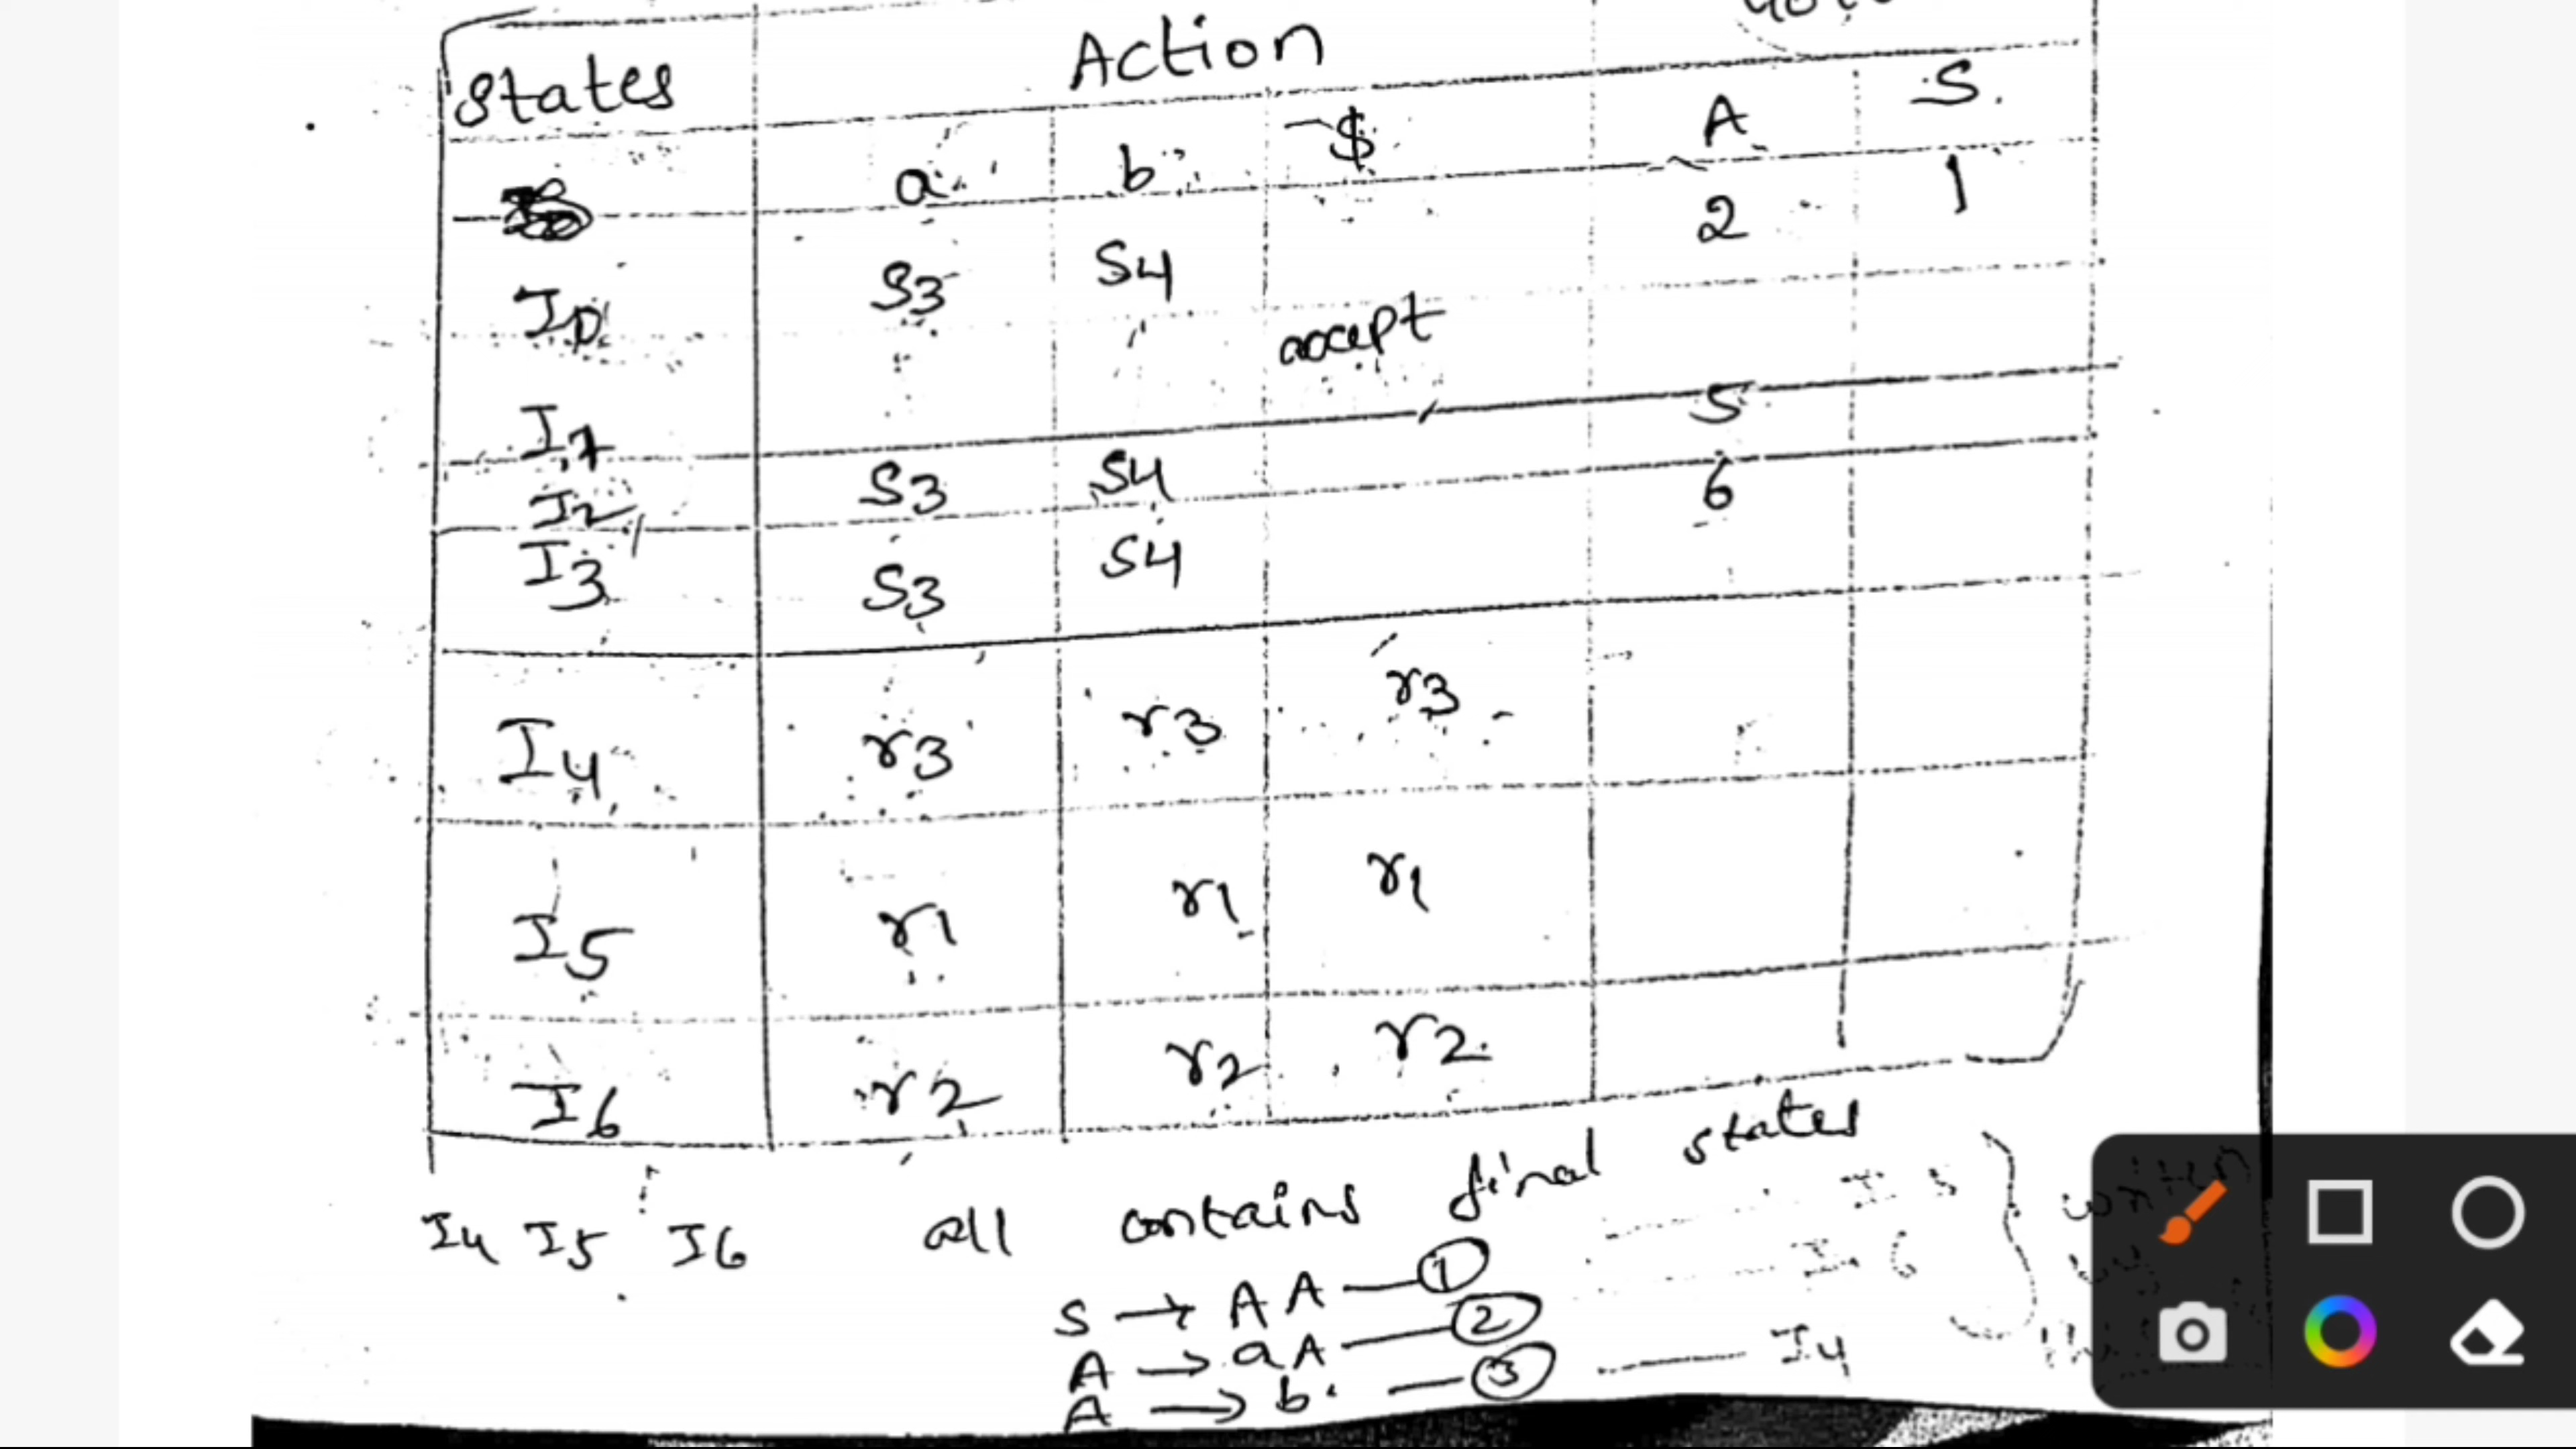 States Action
a b $ A S
I0 S3 S4 2 1
I1 accept
I2 S3 S4 5
I3 S3 S4 6
I4 r3 r3 r3
I5 r1 r1 r1
I6 r2 r2 r2
I4 I5 I6 all contains final states
S → AA — ① I5
A → aA — ② I6
A → b — ③ I4